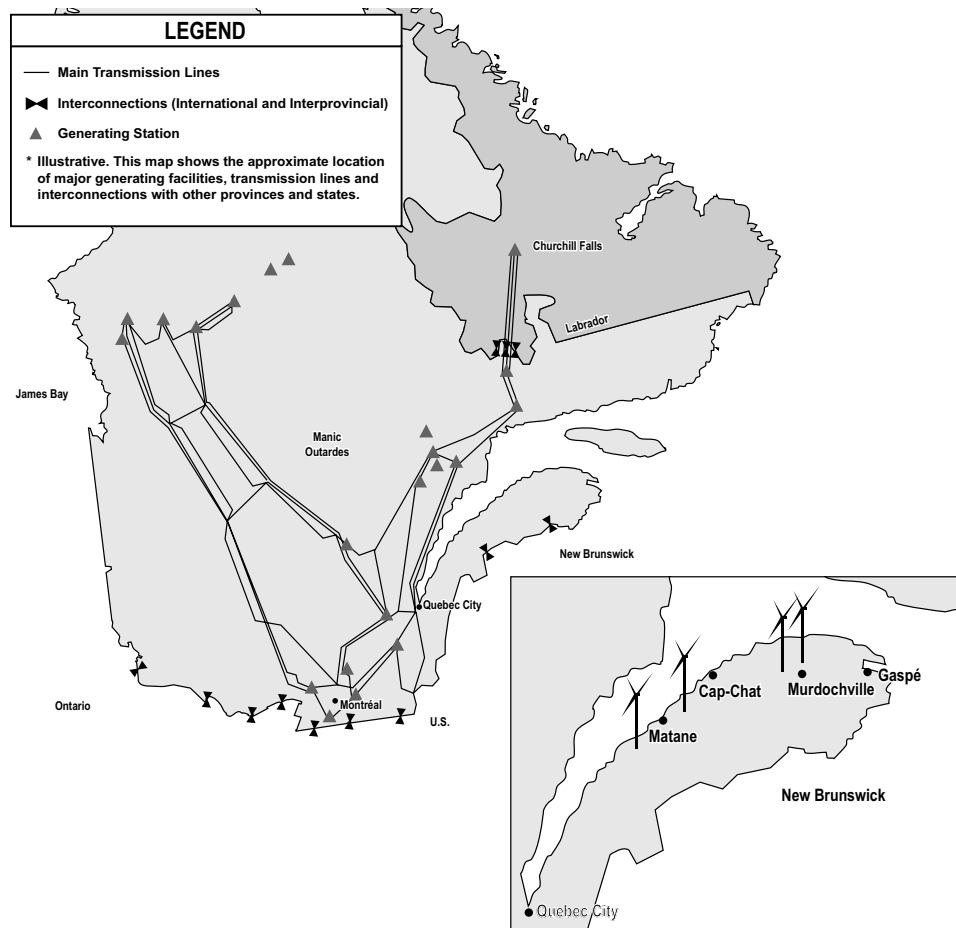 LEGEND
Main Transmission Lines
Interconnections (International and Interprovincial)
Generating Station
* Illustrative. This map shows the approximate location
of major generating facilities, transmission lines and
interconnections with other provinces and states.
Churchill Falls
Labrador
James Bay
Manic
Outardes
New Brunswick
Quebec City
Ontario
Montréal
U.S.
Cap-Chat
Murdochville
Gaspé
Matane
New Brunswick
Quebec City